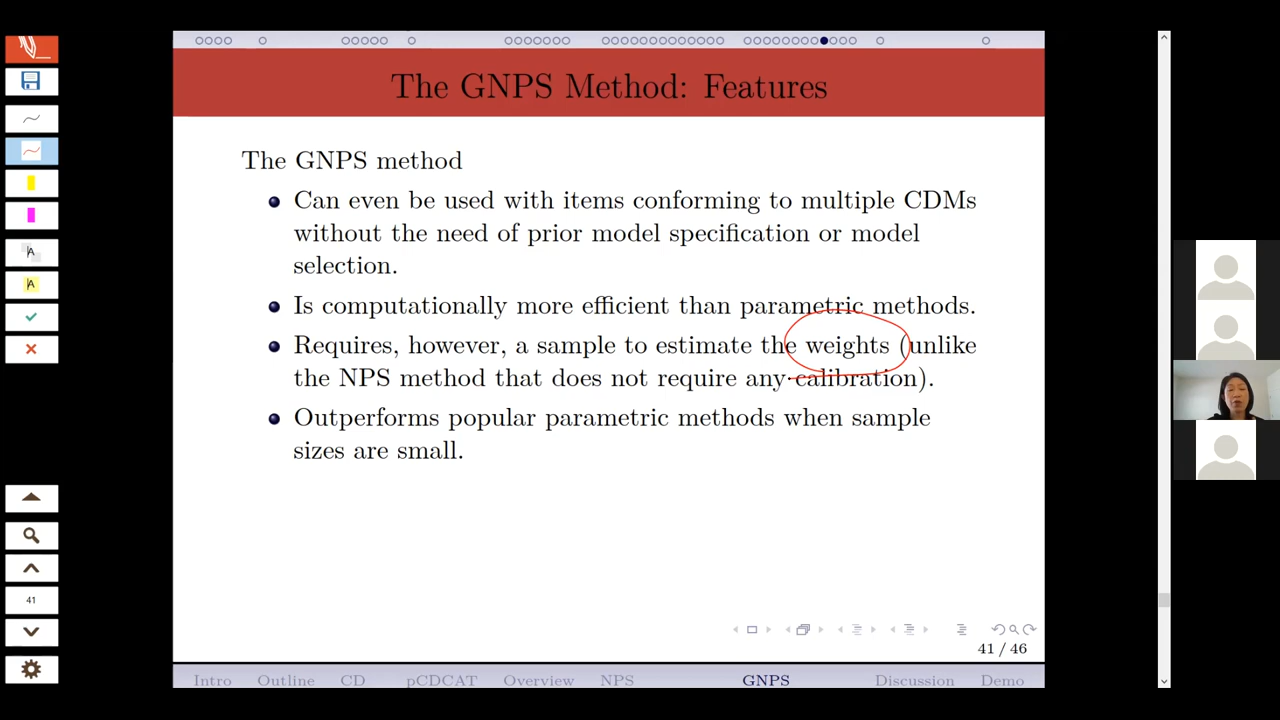 The GNPS Method: Features
The GNPS method
Can even be used with items conforming to multiple CDMs
without the need of prior model specification or model
selection.
Is computationally more efficient than parametric methods.
Requires, however, a sample to estimate the weights (unlike
the NPS method that does not require any calibration).
Outperforms popular parametric methods when sample
sizes are small.
A
A
41
41 / 46
Intro Outline CD pCDCAT Overview NPS GNPS Discussion Demo